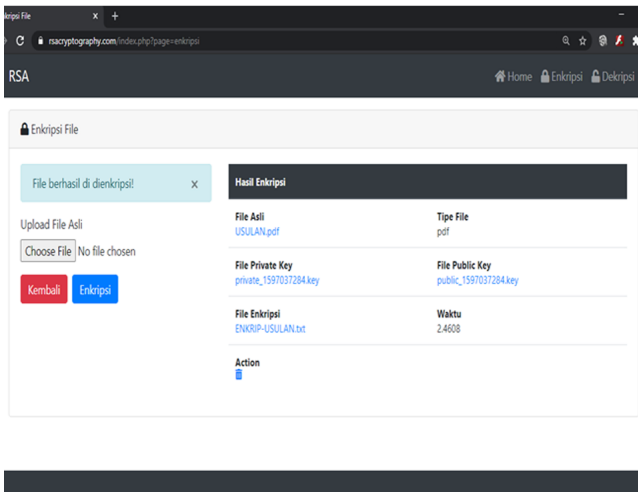 kripsi File x +
rsacryptography.com/index.php?page=enkripsi
RSA
Home Enkripsi Dekripsi
Enkripsi File
File berhasil di dienkripsi! x
Upload File Asli
Choose File No file chosen
Kembali Enkripsi
Hasil Enkripsi
File Asli Tipe File
USULAN.pdf pdf
File Private Key File Public Key
private_1597037284.key public_1597037284.key
File Enkripsi Waktu
ENKRIP-USULAN.txt 2.4608
Action